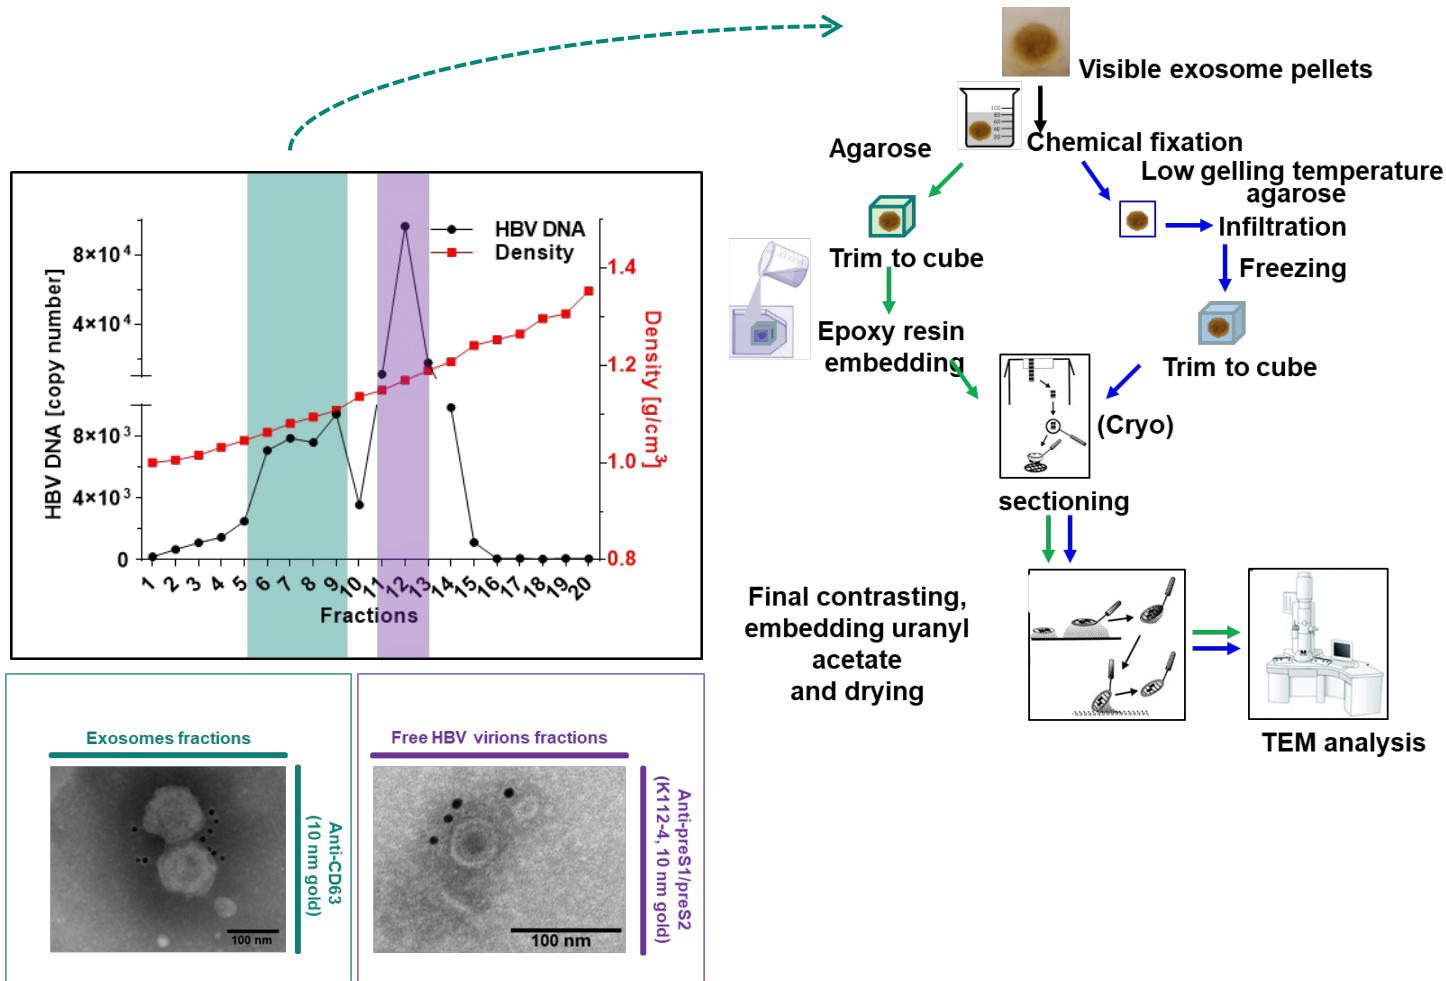 Visible exosome pellets
100
80
60
40
20
Chemical fixation
Agarose
Low gelling temperature
agarose
Infiltration
Trim to cube
Freezing
Epoxy resin
embedding
Trim to cube
(Cryo)
sectioning
Final contrasting,
embedding uranyl
acetate
and drying
TEM analysis
HBV DNA
Density
HBV DNA [copy number]
8×10⁴
4×10⁴
8×10³
4×10³
0
Density [g/cm³]
1.4
1.2
1.0
0.8
1 2 3 4 5 6 7 8 9 10 11 12 13 14 15 16 17 18 19 20
Fractions
Exosomes fractions
Anti-CD63
(10 nm gold)
100 nm
Free HBV virions fractions
Anti-preS1/preS2
(K112-4, 10 nm gold)
100 nm